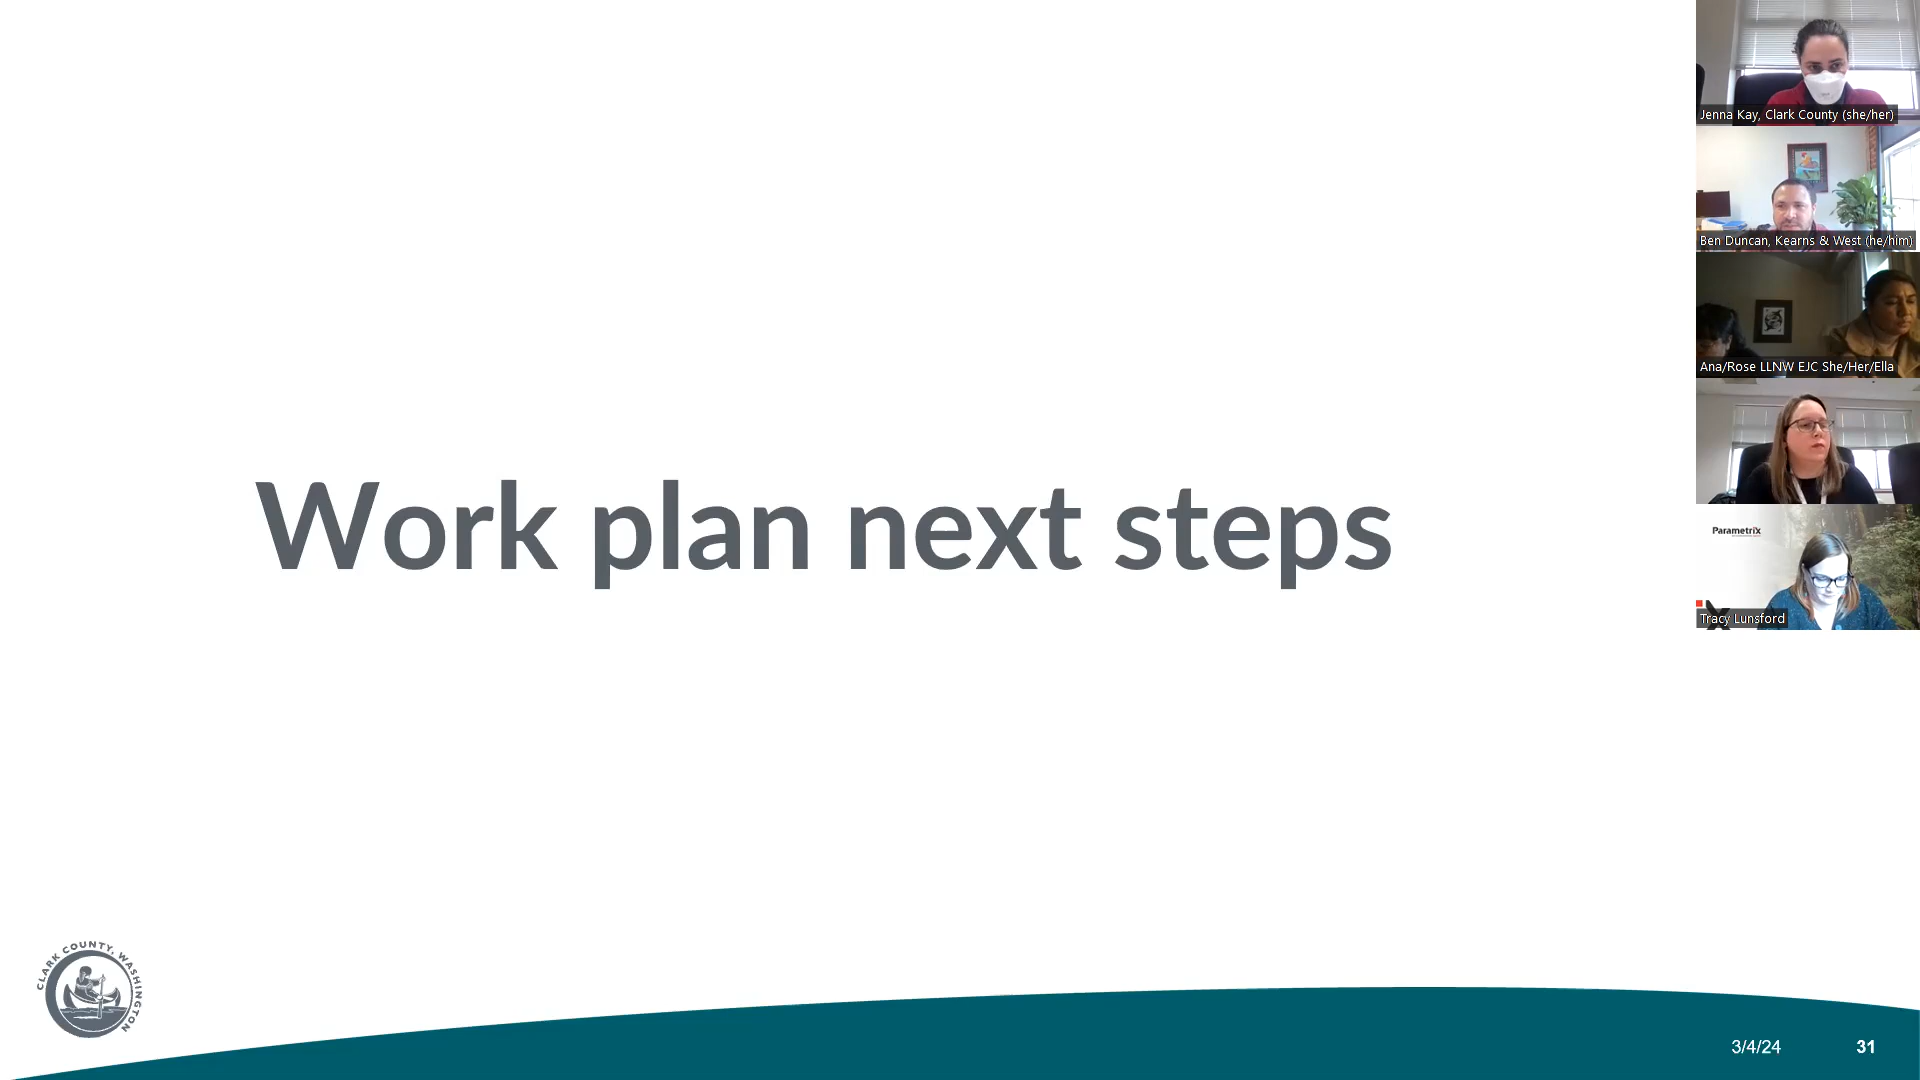 Work plan next steps
Jenna Kay, Clark County (she/her)
Ben Duncan, Kearns & West (he/him)
Ana/Rose LLNW EJC She/Her/Ella
Parametrix
Tracy Lunsford
CLARK COUNTY, WASHINGTON
3/4/24
31